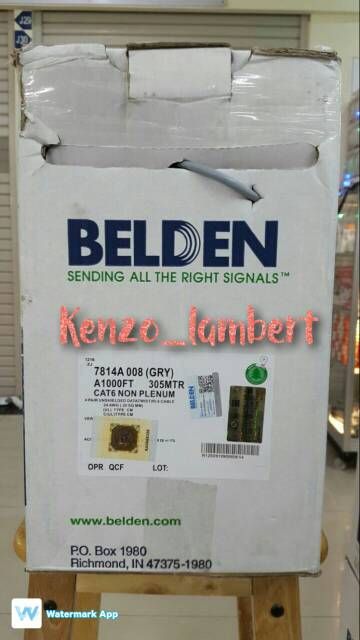 J29
J30
BELDEN
SENDING ALL THE RIGHT SIGNALS™
Kenzo_lambert
7814A 008 (GRY)
A1000FT 305MTR
CAT6 NON PLENUM
OPR QCF LOT:
www.belden.com
P.O. Box 1980
Richmond, IN 47375-1980
W Watermark App